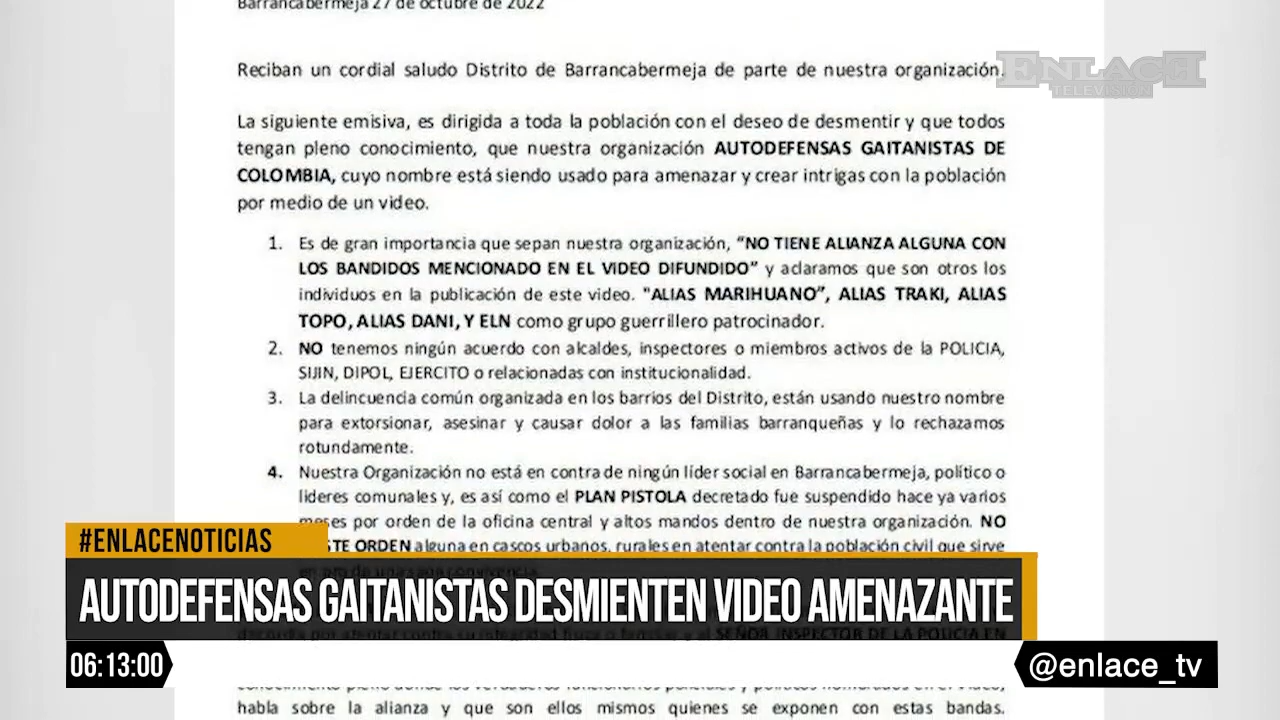 Barrancabermeja 27 de octubre de 2022
ENLACE
TELEVISIÓN
Reciban un cordial saludo Distrito de Barrancabermeja de parte de nuestra organización.
La siguiente emisiva, es dirigida a toda la población con el deseo de desmentir y que todos
tengan pleno conocimiento, que nuestra organización AUTODEFENSAS GAITANISTAS DE
COLOMBIA, cuyo nombre está siendo usado para amenazar y crear intrigas con la población
por medio de un video.
1. Es de gran importancia que sepan nuestra organización, “NO TIENE ALIANZA ALGUNA CON
LOS BANDIDOS MENCIONADO EN EL VIDEO DIFUNDIDO” y aclaramos que son otros los
individuos en la publicación de este video. "ALIAS MARIHUANO”, ALIAS TRAKI, ALIAS
TOPO, ALIAS DANI, Y ELN como grupo guerrillero patrocinador.
2. NO tenemos ningún acuerdo con alcaldes, inspectores o miembros activos de la POLICIA,
SIJIN, DIPOL, EJERCITO o relacionadas con institucionalidad.
3. La delincuencia común organizada en los barrios del Distrito, están usando nuestro nombre
para extorsionar, asesinar y causar dolor a las familias barranqueñas y lo rechazamos
rotundamente.
4. Nuestra Organización no está en contra de ningún líder social en Barrancabermeja, político o
lideres comunales y, es así como el PLAN PISTOLA decretado fue suspendido hace ya varios
meses por orden de la oficina central y altos mandos dentro de nuestra organización. NO
STE ORDEN alguna en cascos urbanos, rurales en atentar contra la población civil que sirve
#ENLACENOTICIAS
AUTODEFENSAS GAITANISTAS DESMIENTEN VIDEO AMENAZANTE
SEÑOR INSPECTOR DE LA POLICIA EN
06:13:00
@enlace_tv
habla sobre la alianza y que son ellos mismos quienes se exponen con estas bandas.